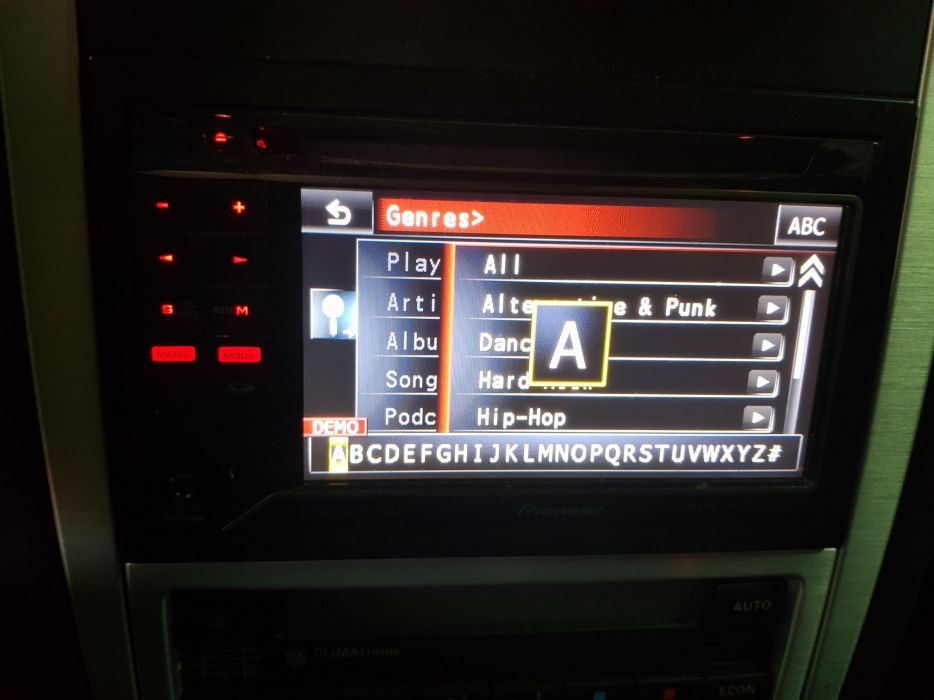 - +
S M
MENU MODE
Genres>
ABC
Play
All
Arti
Alte e & Punk
Albu
Danc
A
Song
Hard
Podc
Hip-Hop
DEMO
ABCDEFGHIJKLMNOPQRSTUVWXYZ#
Pioneer
AUTO
CLIMAtronic
ECON